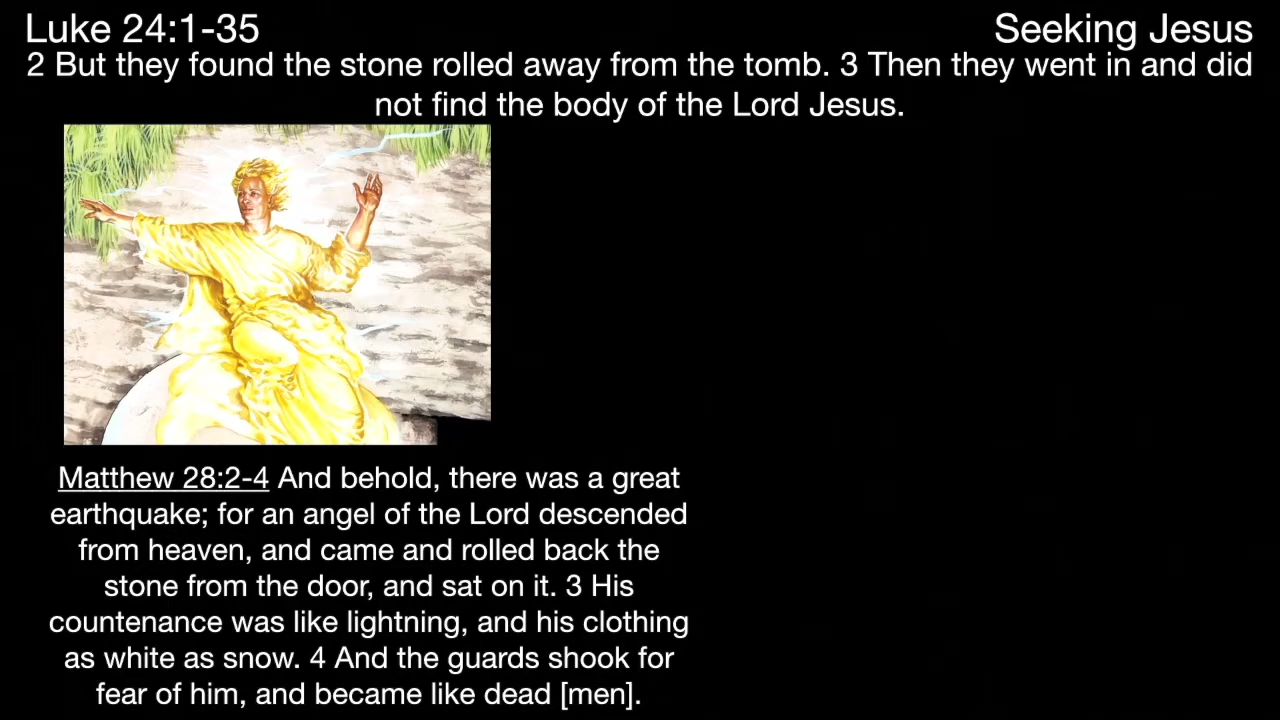 Luke 24:1-35
Seeking Jesus
2 But they found the stone rolled away from the tomb. 3 Then they went in and did
not find the body of the Lord Jesus.
Matthew 28:2-4 And behold, there was a great
earthquake; for an angel of the Lord descended
from heaven, and came and rolled back the
stone from the door, and sat on it. 3 His
countenance was like lightning, and his clothing
as white as snow. 4 And the guards shook for
fear of him, and became like dead [men].